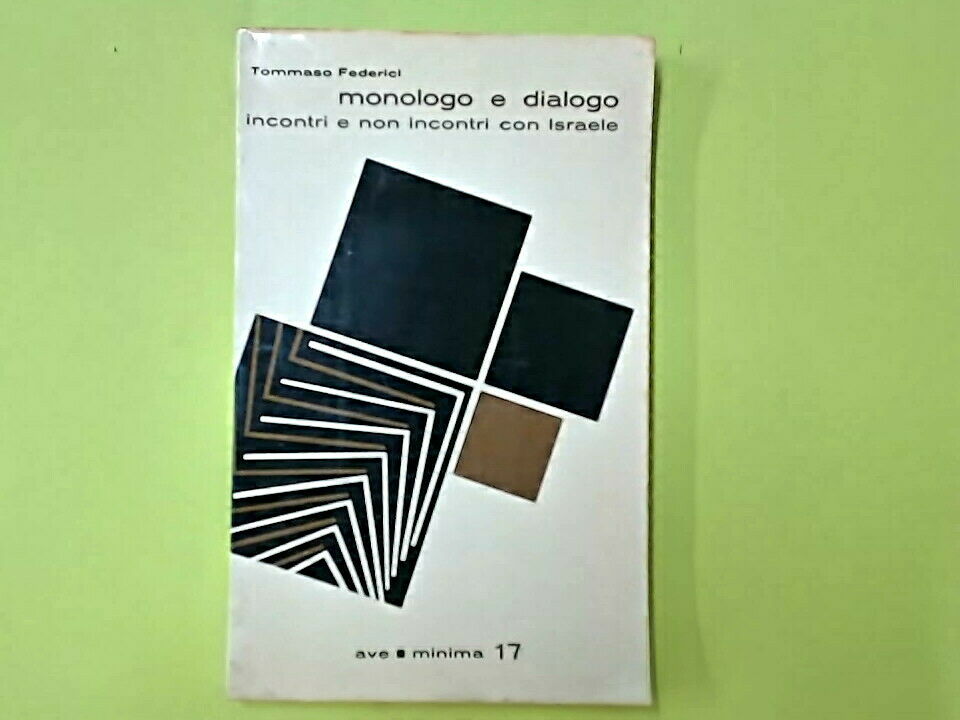 Tommaso Federici
monologo e dialogo
incontri e non incontri con Israele
ave ■ minima 17